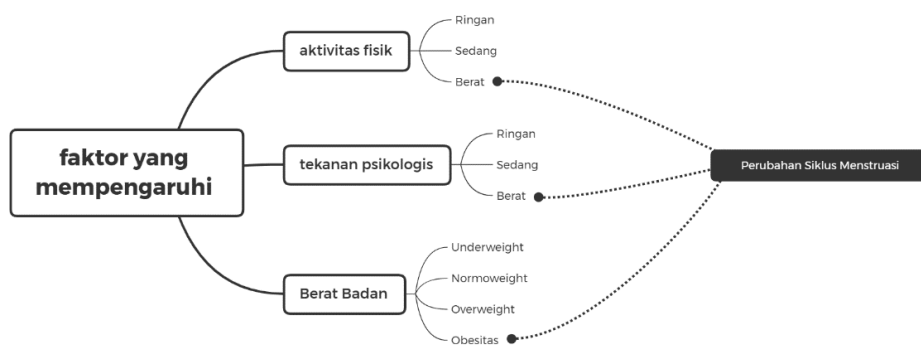 faktor yang
mempengaruhi
aktivitas fisik
Ringan
Sedang
Berat
tekanan psikologis
Ringan
Sedang
Berat
Berat Badan
Underweight
Normoweight
Overweight
Obesitas
Perubahan Siklus Menstruasi